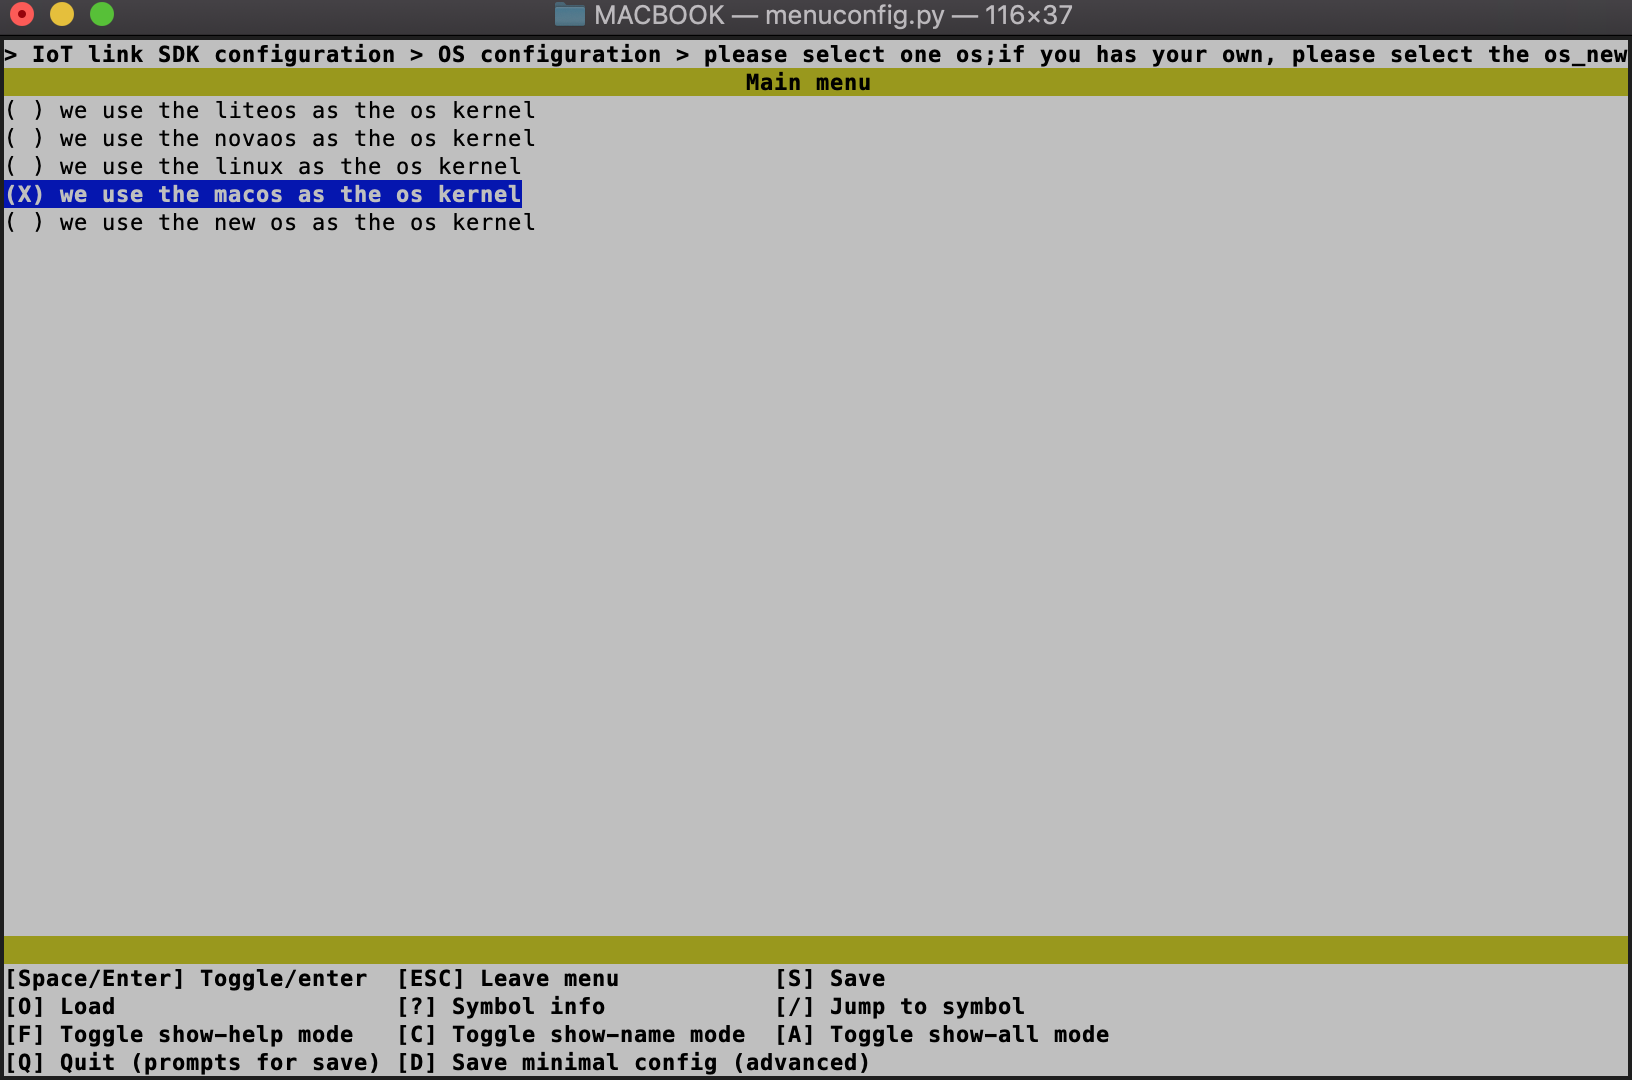 MACBOOK — menuconfig.py — 116×37
> IoT link SDK configuration > OS configuration > please select one os;if you has your own, please select the os_new
Main menu
( ) we use the liteos as the os kernel
( ) we use the novaos as the os kernel
( ) we use the linux as the os kernel
(X) we use the macos as the os kernel
( ) we use the new os as the os kernel
[Space/Enter] Toggle/enter  [ESC] Leave menu           [S] Save
[O] Load                    [?] Symbol info            [/] Jump to symbol
[F] Toggle show-help mode   [C] Toggle show-name mode  [A] Toggle show-all mode
[Q] Quit (prompts for save) [D] Save minimal config (advanced)